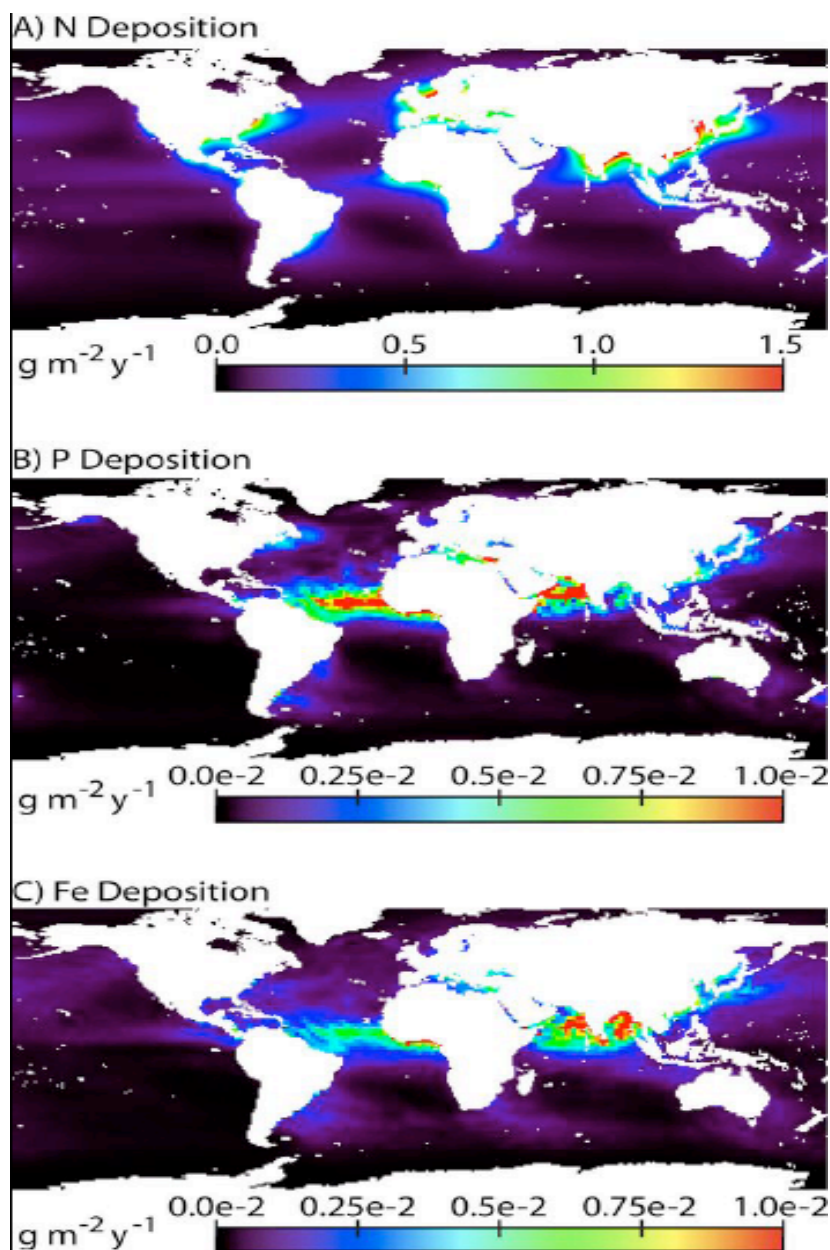 A) N Deposition
0.0 0.5 1.0 1.5
g m⁻² y⁻¹
B) P Deposition
0.0e-2 0.25e-2 0.5e-2 0.75e-2 1.0e-2
g m⁻² y⁻¹
C) Fe Deposition
0.0e-2 0.25e-2 0.5e-2 0.75e-2 1.0e-2
g m⁻² y⁻¹